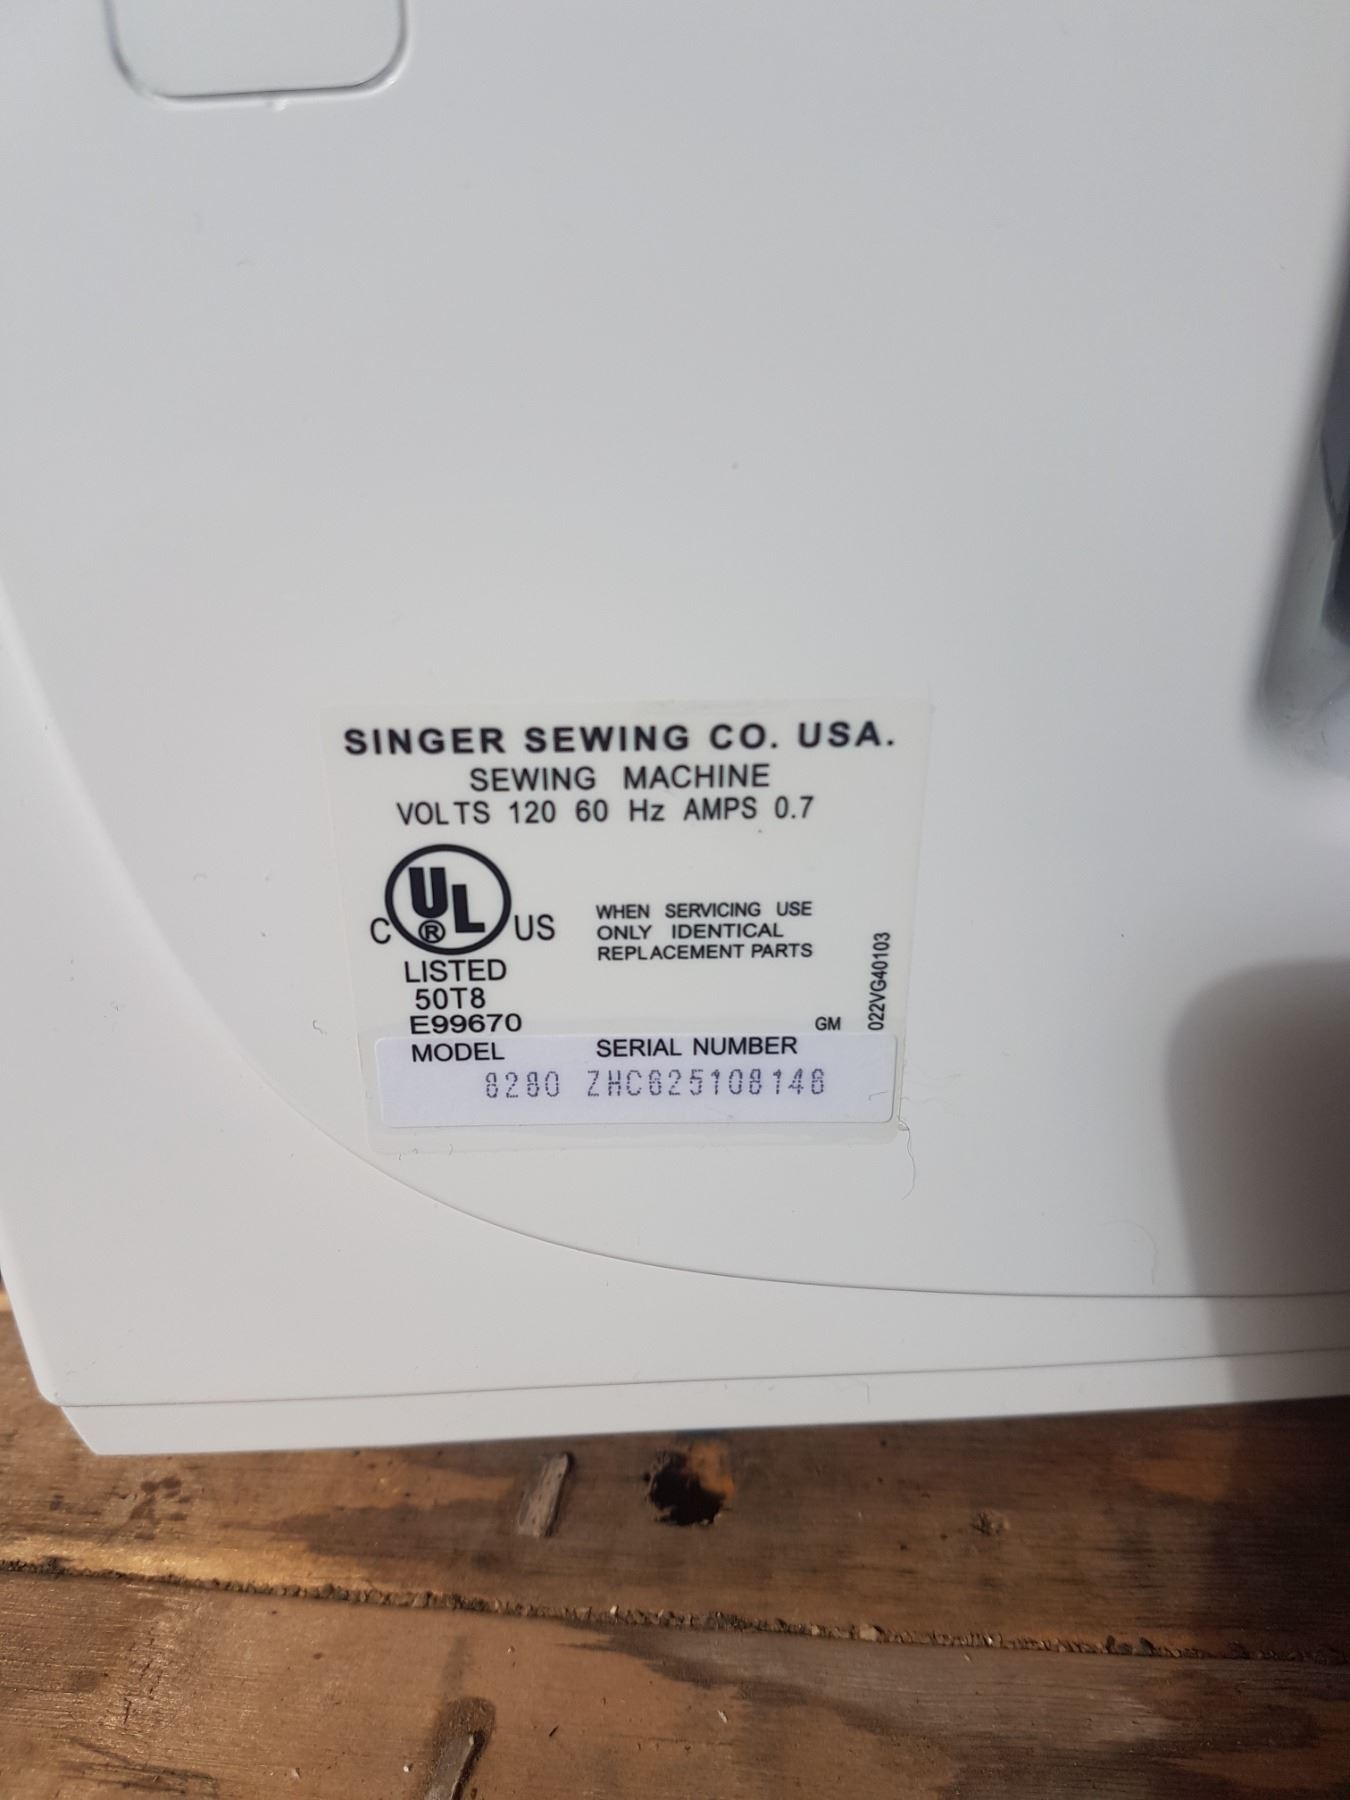 SINGER SEWING CO. USA.
SEWING MACHINE
VOLTS 120 60 Hz AMPS 0.7
C UL ® US
LISTED
50T8
E99670
WHEN SERVICING USE
ONLY IDENTICAL
REPLACEMENT PARTS
GM
022VG40103
MODEL SERIAL NUMBER
8280